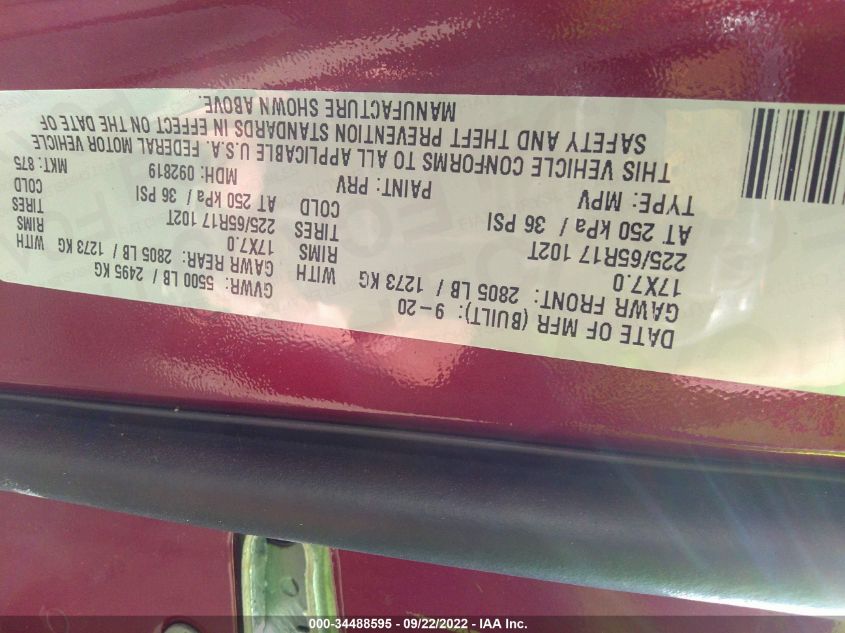 DATE OF MFR (BUILT): 9-20 GVWR: 5500 LB / 2495 KG
GAWR FRONT: 2805 LB / 1273 KG WITH GAWR REAR: 2805 LB / 1273 KG WITH
17X7.0 RIMS 17X7.0 RIMS
225/65R17 102T TIRES 225/65R17 102T TIRES
AT 250 kPa / 36 PSI COLD AT 250 kPa / 36 PSI COLD
TYPE: MPV PAINT: PRV MDH: 092819 MKT: 875
THIS VEHICLE CONFORMS TO ALL APPLICABLE U.S.A. FEDERAL MOTOR VEHICLE
SAFETY AND THEFT PREVENTION STANDARDS IN EFFECT ON THE DATE OF
MANUFACTURE SHOWN ABOVE.
000-34488595 - 09/22/2022 - IAA Inc.